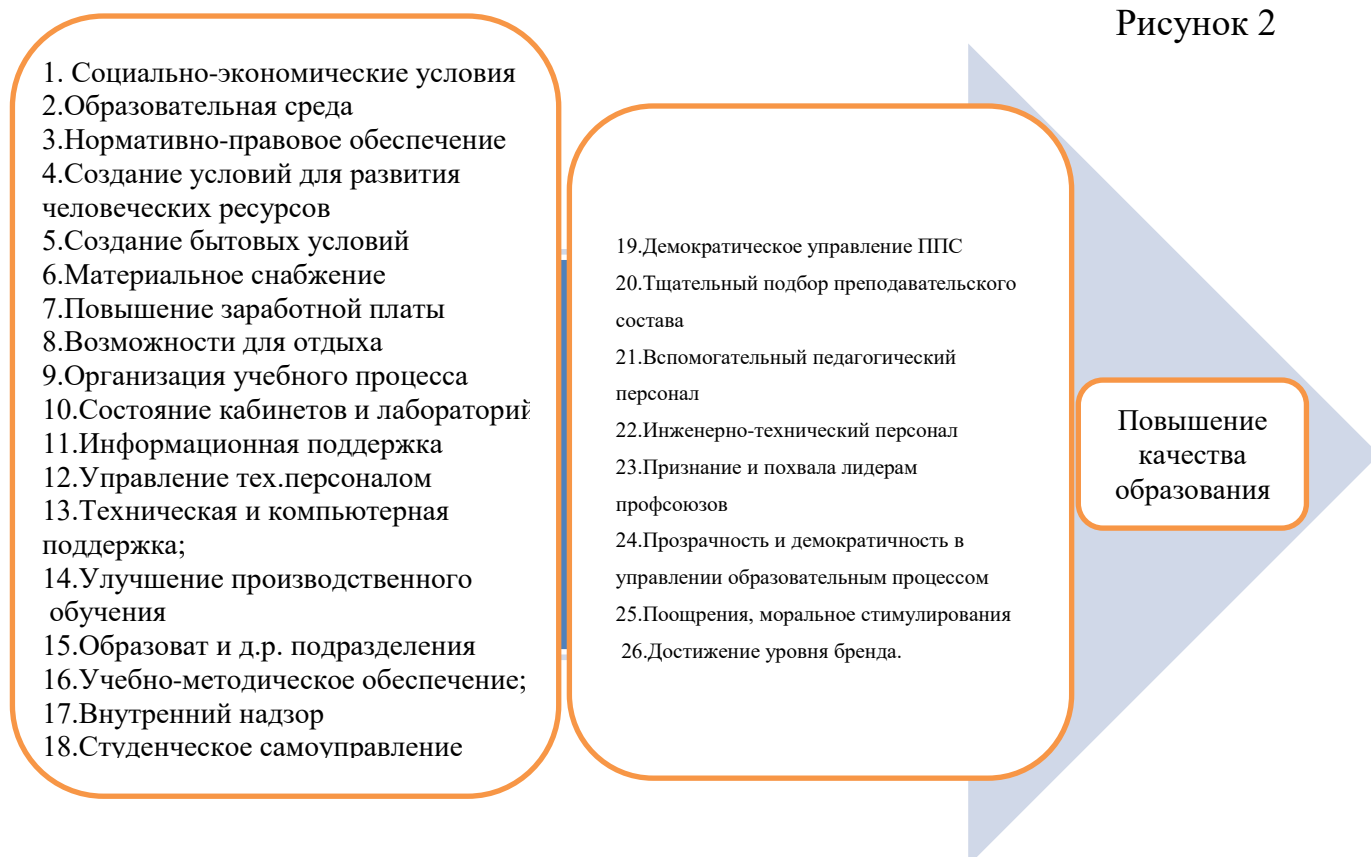 Рисунок 2
1. Социально-экономические условия
2.Образовательная среда
3.Нормативно-правовое обеспечение
4.Создание условий для развития
человеческих ресурсов
5.Создание бытовых условий
6.Материальное снабжение
7.Повышение заработной платы
8.Возможности для отдыха
9.Организация учебного процесса
10.Состояние кабинетов и лабораторий
11.Информационная поддержка
12.Управление тех.персоналом
13.Техническая и компьютерная
поддержка;
14.Улучшение производственного
обучения
15.Образоват и д.р. подразделения
16.Учебно-методическое обеспечение;
17.Внутренний надзор
18.Студенческое самоуправление
19.Демократическое управление ППС
20.Тщательный подбор преподавательского
состава
21.Вспомогательный педагогический
персонал
22.Инженерно-технический персонал
23.Признание и похвала лидерам
профсоюзов
24.Прозрачность и демократичность в
управлении образовательным процессом
25.Поощрения, моральное стимулирования
26.Достижение уровня бренда.
Повышение
качества
образования